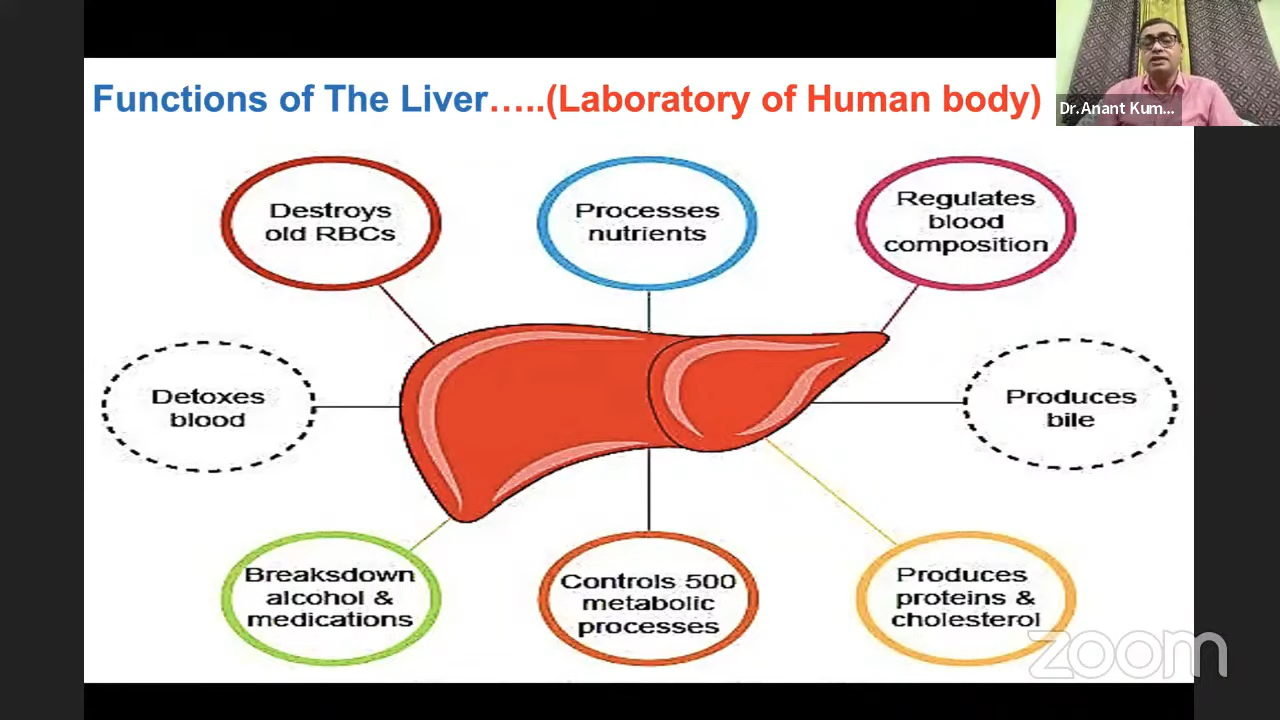 Functions of The Liver.....(Laboratory of Human body)
Dr.Anant Kum...
Destroys
old RBCs
Processes
nutrients
Regulates
blood
composition
Detoxes
blood
Produces
bile
Breaksdown
alcohol &
medications
Controls 500
metabolic
processes
Produces
proteins &
cholesterol
zoom